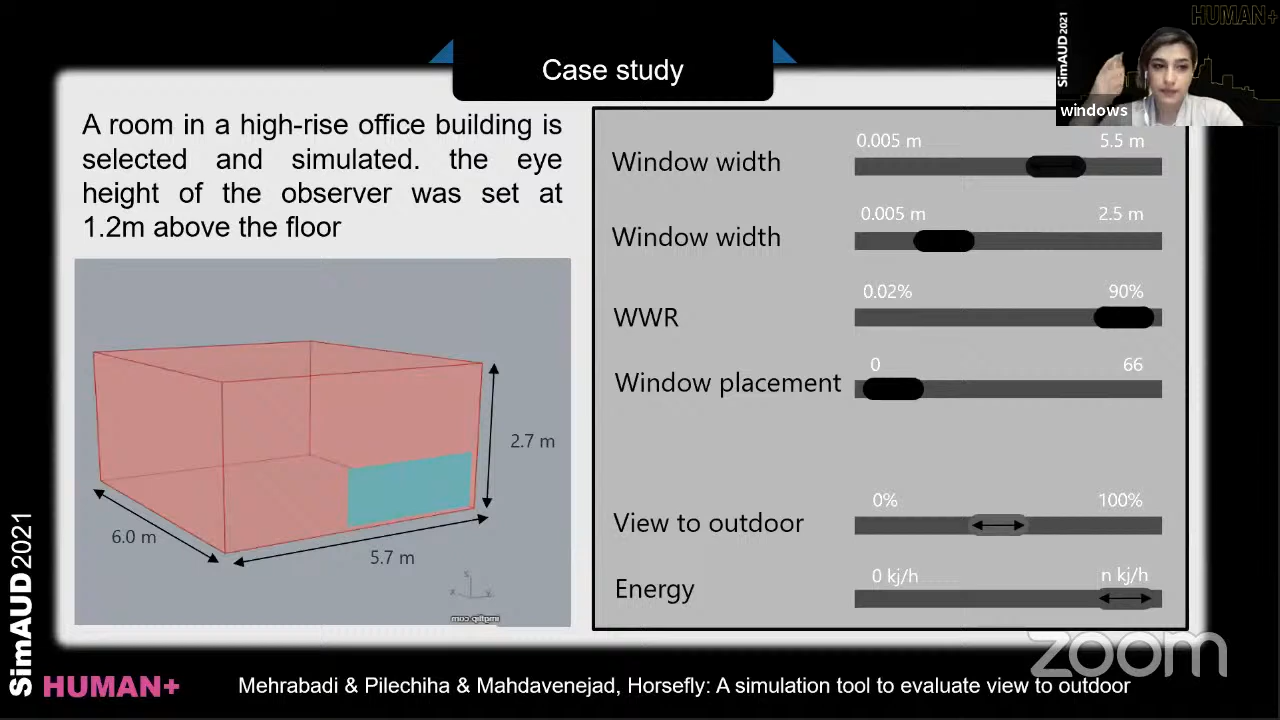 HUMAN+
SimAUD2021
windows
Case study
A room in a high-rise office building is
selected and simulated. the eye
height of the observer was set at
1.2m above the floor
2.7 m
6.0 m
5.7 m
imgflip.com
Window width
0.005 m 5.5 m
Window width
0.005 m 2.5 m
WWR
0.02% 90%
Window placement
0 66
View to outdoor
0% 100%
Energy
0 kj/h n kj/h
zoom
SimAUD2021
HUMAN+
Mehrabadi & Pilechiha & Mahdavenejad, Horsefly: A simulation tool to evaluate view to outdoor